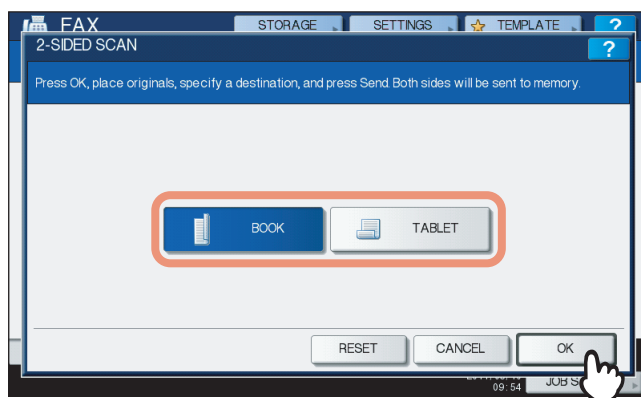 FAX STORAGE SETTINGS TEMPLATE ?
2-SIDED SCAN ?
Press OK, place originals, specify a destination, and press Send. Both sides will be sent to memory.
BOOK TABLET
RESET CANCEL OK
09:54 JOB S